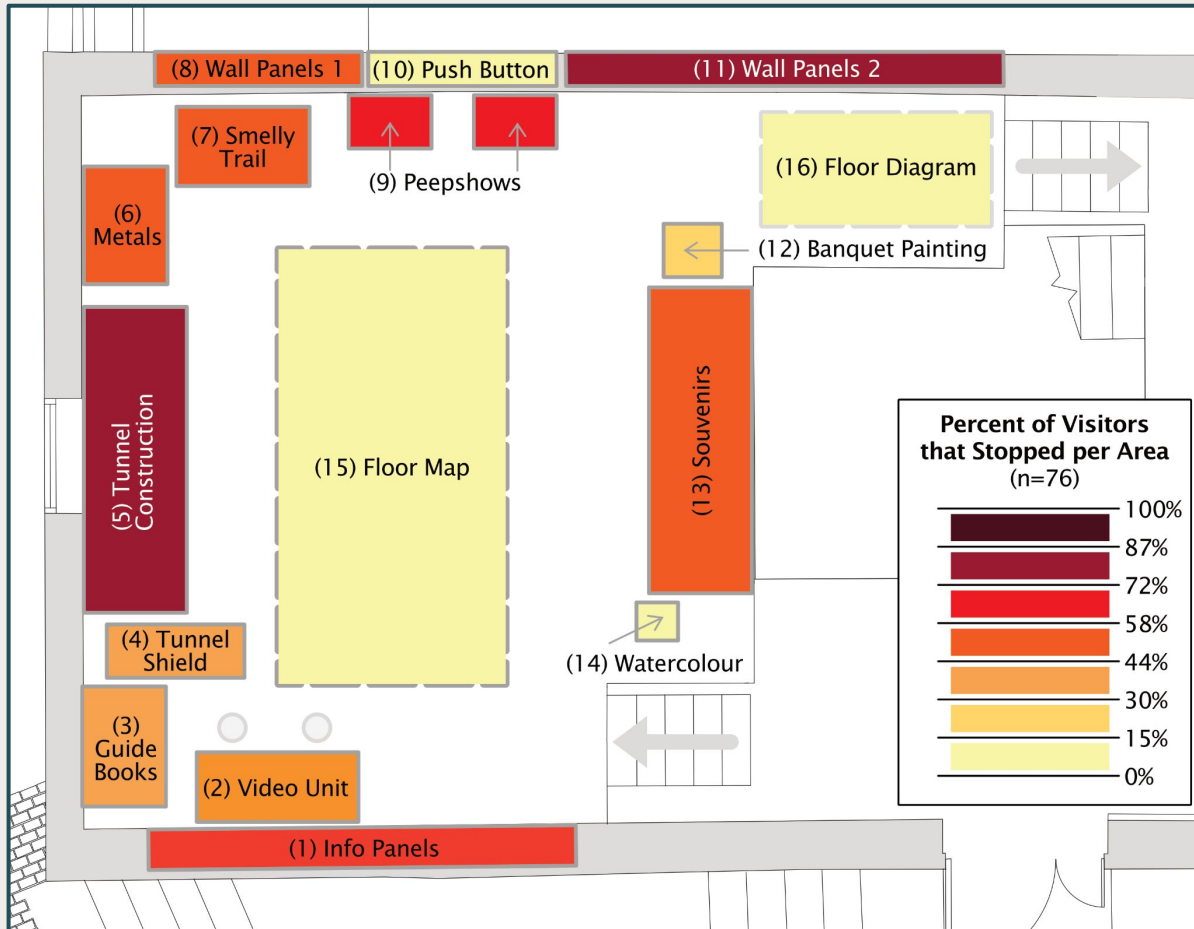 (8) Wall Panels 1
(10) Push Button
(11) Wall Panels 2
(7) Smelly
Trail
(9) Peepshows
(16) Floor Diagram
(6)
Metals
(12) Banquet Painting
(5) Tunnel
Construction
(15) Floor Map
(13) Souvenirs
(4) Tunnel
Shield
(14) Watercolour
(3)
Guide
Books
(2) Video Unit
(1) Info Panels
Percent of Visitors
that Stopped per Area
(n=76)
100%
87%
72%
58%
44%
30%
15%
0%